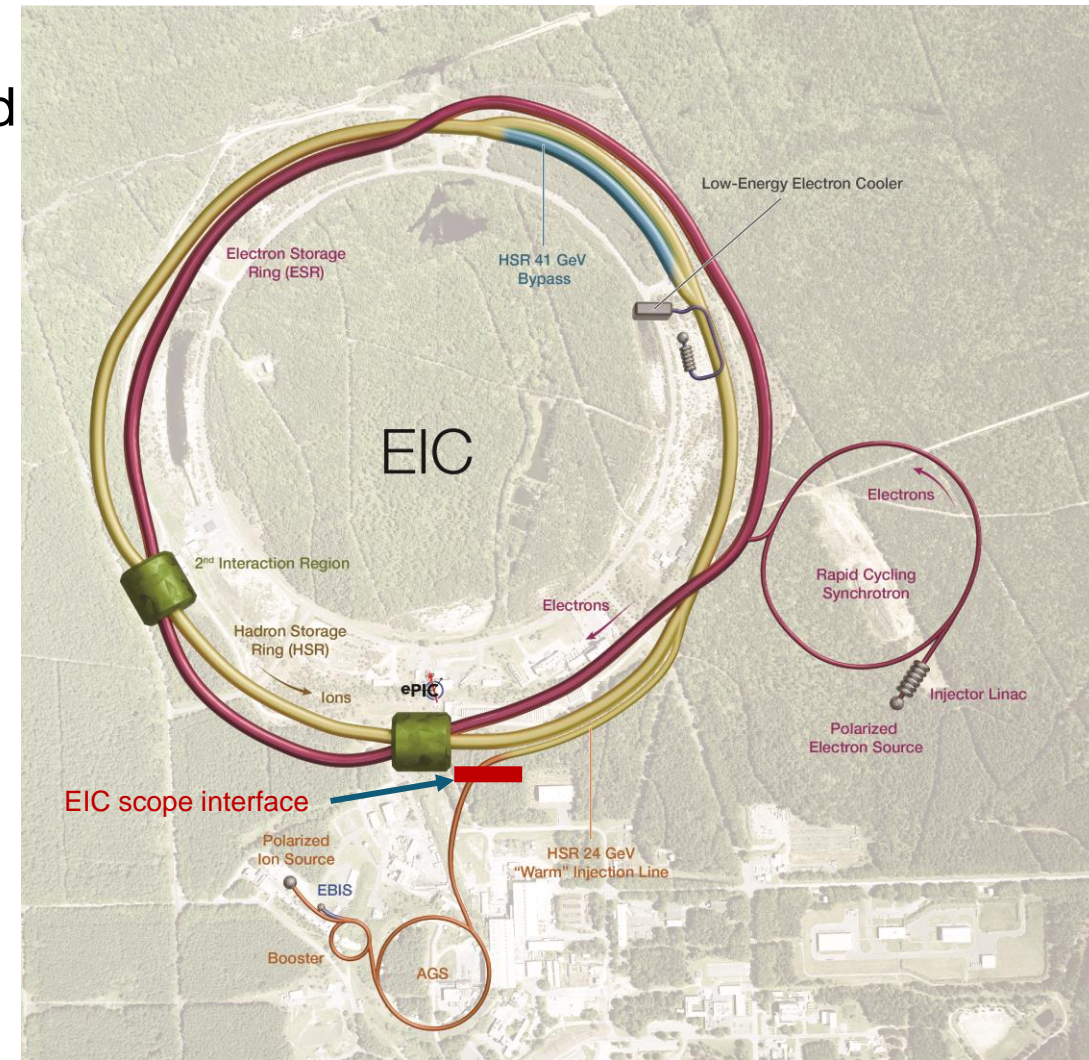 d
Low-Energy Electron Cooler
Electron Storage
Ring (ESR)
HSR 41 GeV
Bypass
EIC
Electrons
2nd Interaction Region
Rapid Cycling
Synchrotron
Electrons
Hadron Storage
Ring (HSR)
Ions
ePIC
Injector Linac
Polarized
Electron Source
EIC scope interface
Polarized
Ion Source
HSR 24 GeV
“Warm” Injection Line
EBIS
Booster
AGS